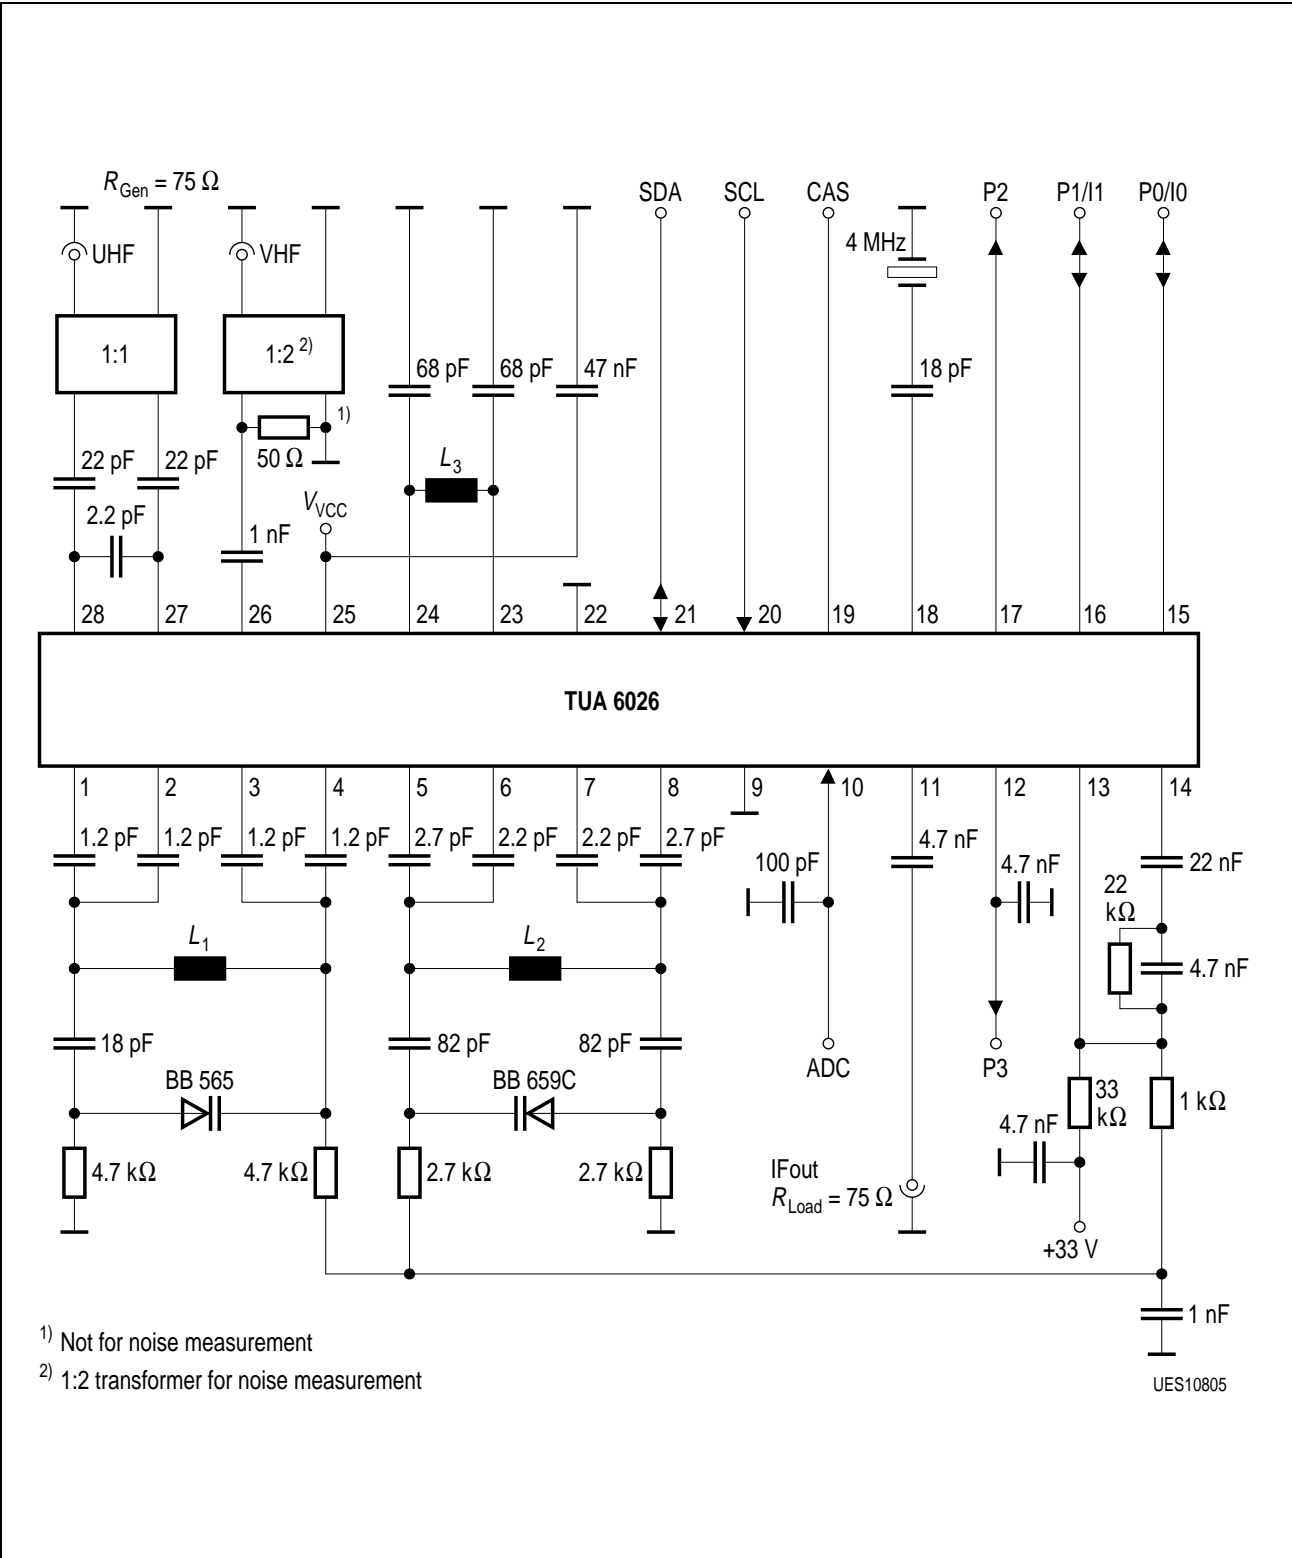 R Gen = 75 Ω
SDA SCL CAS P2 P1/I1 P0/I0
UHF VHF 4 MHz
1:1 1:2 2)
68 pF 68 pF 47 nF 18 pF
1)
50 Ω
22 pF 22 pF L3
2.2 pF VVCC 1 nF
28 27 26 25 24 23 22 21 20 19 18 17 16 15
TUA 6026
1 2 3 4 5 6 7 8 9 10 11 12 13 14
1.2 pF 1.2 pF 1.2 pF 1.2 pF 2.7 pF 2.2 pF 2.2 pF 2.7 pF 4.7 nF
100 pF 4.7 nF 22 nF
22
kΩ
L1 L2 4.7 nF
18 pF 82 pF 82 pF
ADC P3
BB 565 BB 659C 33
kΩ 1 kΩ
4.7 nF
4.7 kΩ 4.7 kΩ 2.7 kΩ 2.7 kΩ IFout
RLoad = 75 Ω
+33 V
1 nF
1) Not for noise measurement
2) 1:2 transformer for noise measurement
UES10805